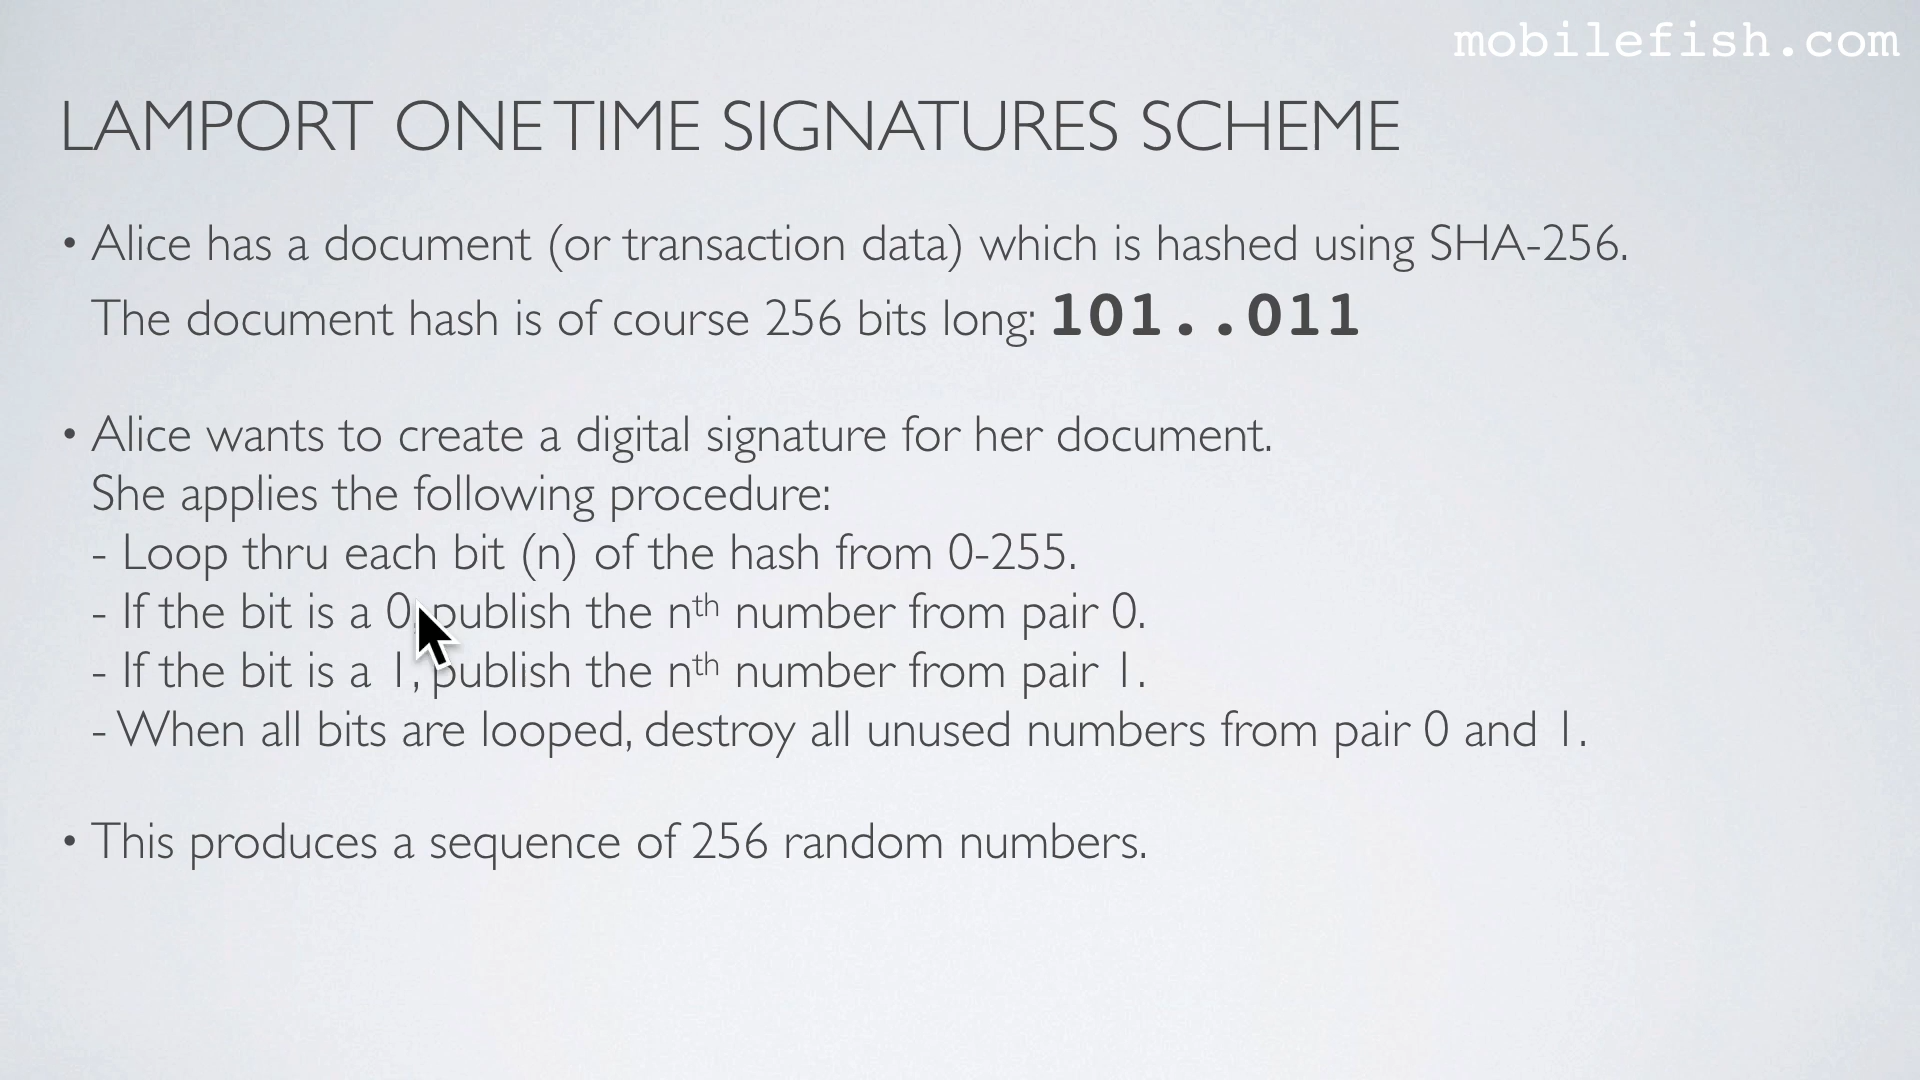 mobilefish.com
LAMPORT ONE TIME SIGNATURES SCHEME
• Alice has a document (or transaction data) which is hashed using SHA-256.
The document hash is of course 256 bits long: 101..011
• Alice wants to create a digital signature for her document.
She applies the following procedure:
- Loop thru each bit (n) of the hash from 0-255.
- If the bit is a 0, publish the nth number from pair 0.
- If the bit is a 1, publish the nth number from pair 1.
- When all bits are looped, destroy all unused numbers from pair 0 and 1.
• This produces a sequence of 256 random numbers.